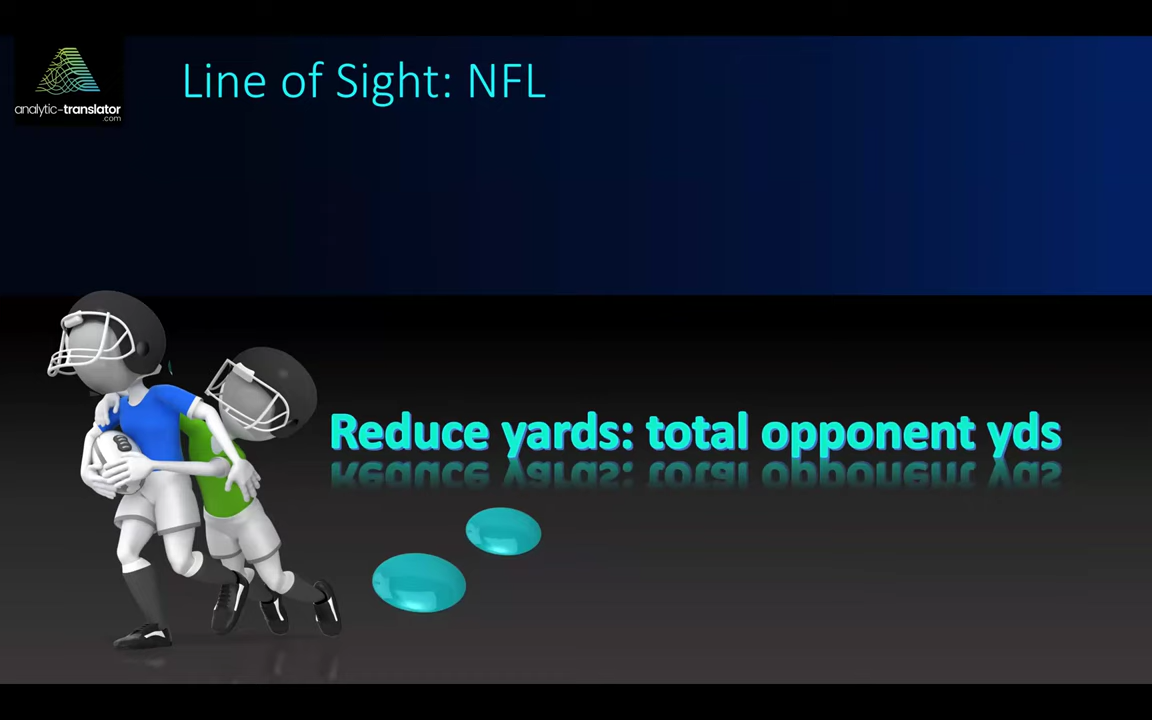 Line of Sight: NFL
analytic-translator
.com
Reduce yards: total opponent yds